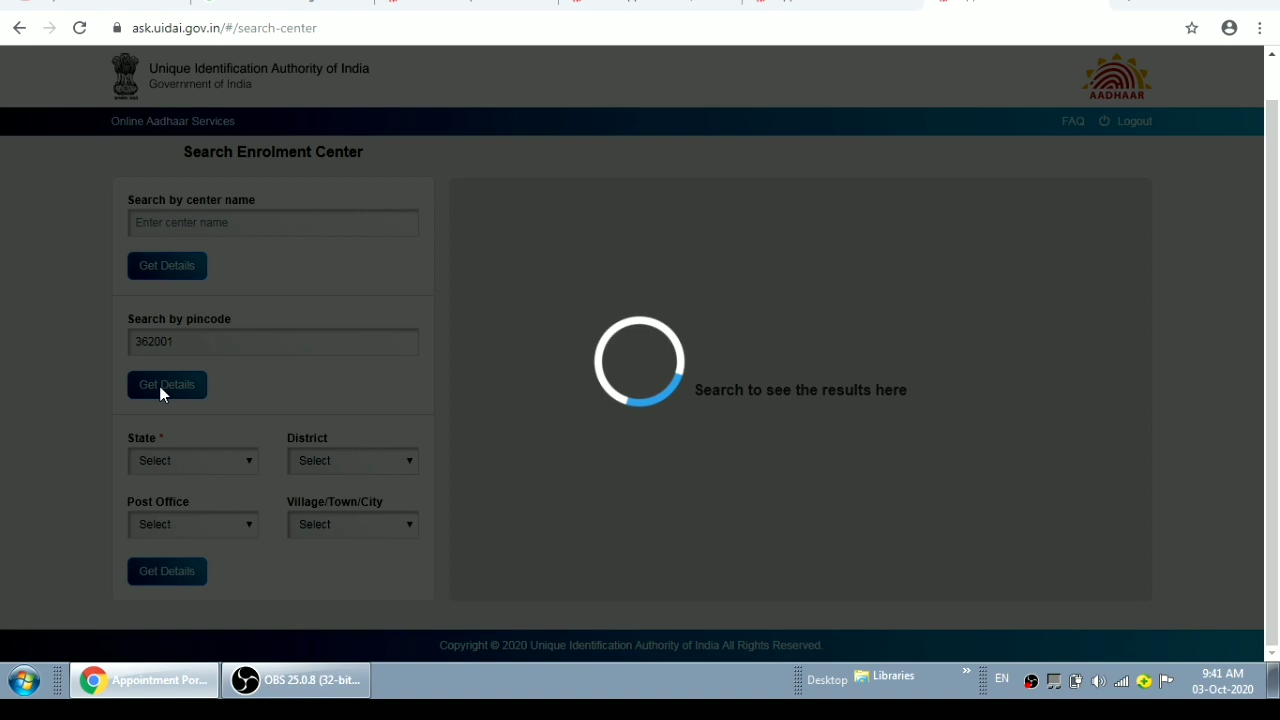 ask.uidai.gov.in/#/search-center
Unique Identification Authority of India
Government of India
AADHAAR
Online Aadhaar Services
FAQ
Logout
Search Enrolment Center
Search by center name
Enter center name
Get Details
Search by pincode
362001
Get Details
Search to see the results here
State *
District
Select
Select
Post Office
Village/Town/City
Select
Select
Get Details
Copyright © 2020 Unique Identification Authority of India All Rights Reserved.
Appointment Por...
OBS 25.0.8 (32-bit...
Desktop
Libraries
»
EN
9:41 AM
03-Oct-2020